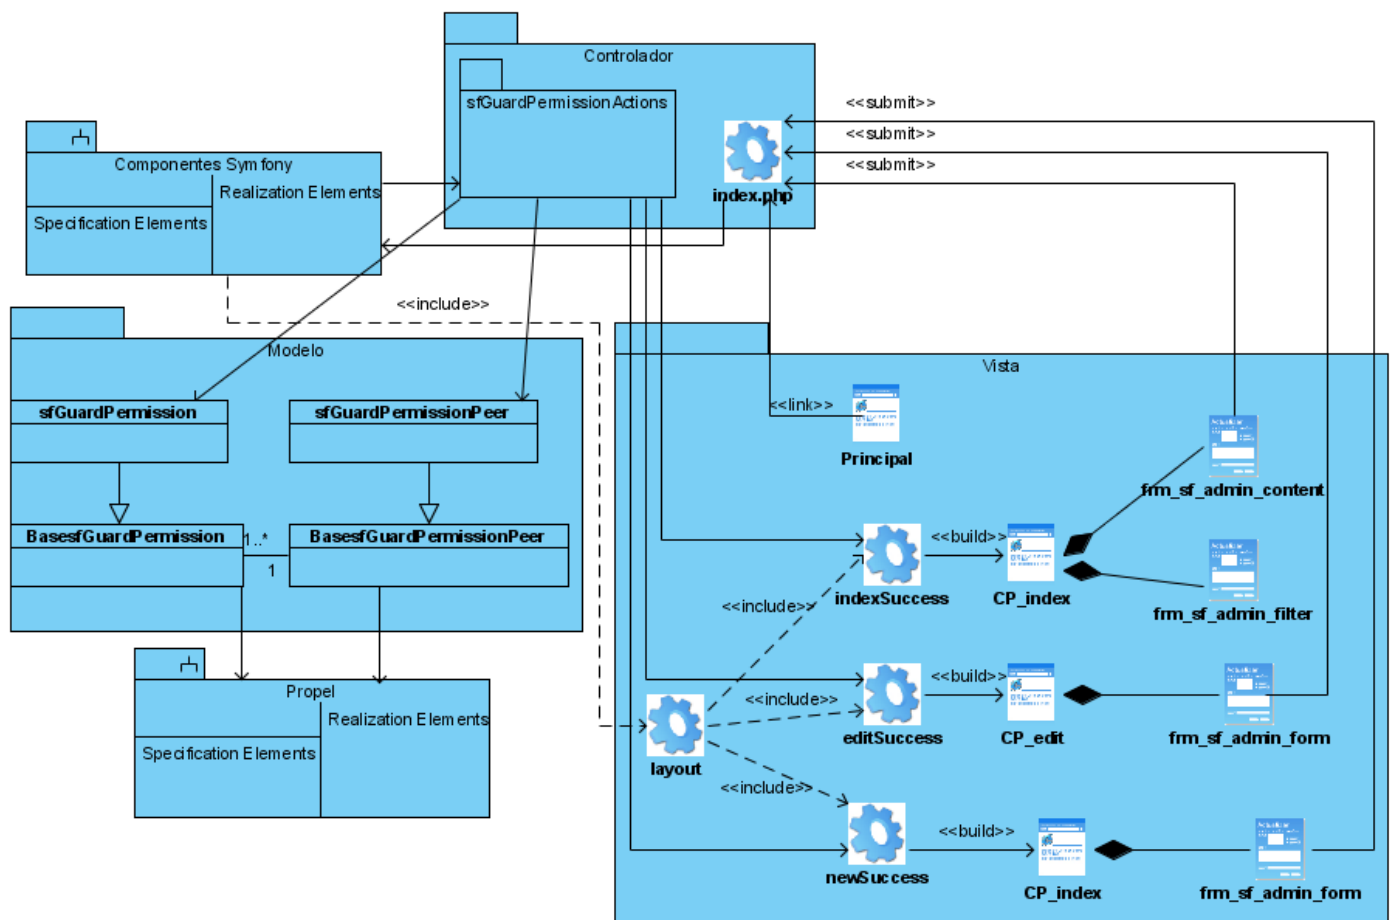 Controlador
sfGuardPermissionActions
<<submit>>
<<submit>>
<<submit>>
index.php
Componentes Symfony
Realization Elements
Specification Elements
<<include>>
Modelo
sfGuardPermission
sfGuardPermissionPeer
BasesfGuardPermission
1..*
1
BasesfGuardPermissionPeer
Propel
Realization Elements
Specification Elements
Vista
<<link>>
Principal
frm_sf_admin_content
<<build>>
indexSuccess
CP_index
frm_sf_admin_filter
<<include>>
<<build>>
<<include>>
editSuccess
CP_edit
frm_sf_admin_form
layout
<<include>>
<<build>>
newSuccess
CP_index
frm_sf_admin_form